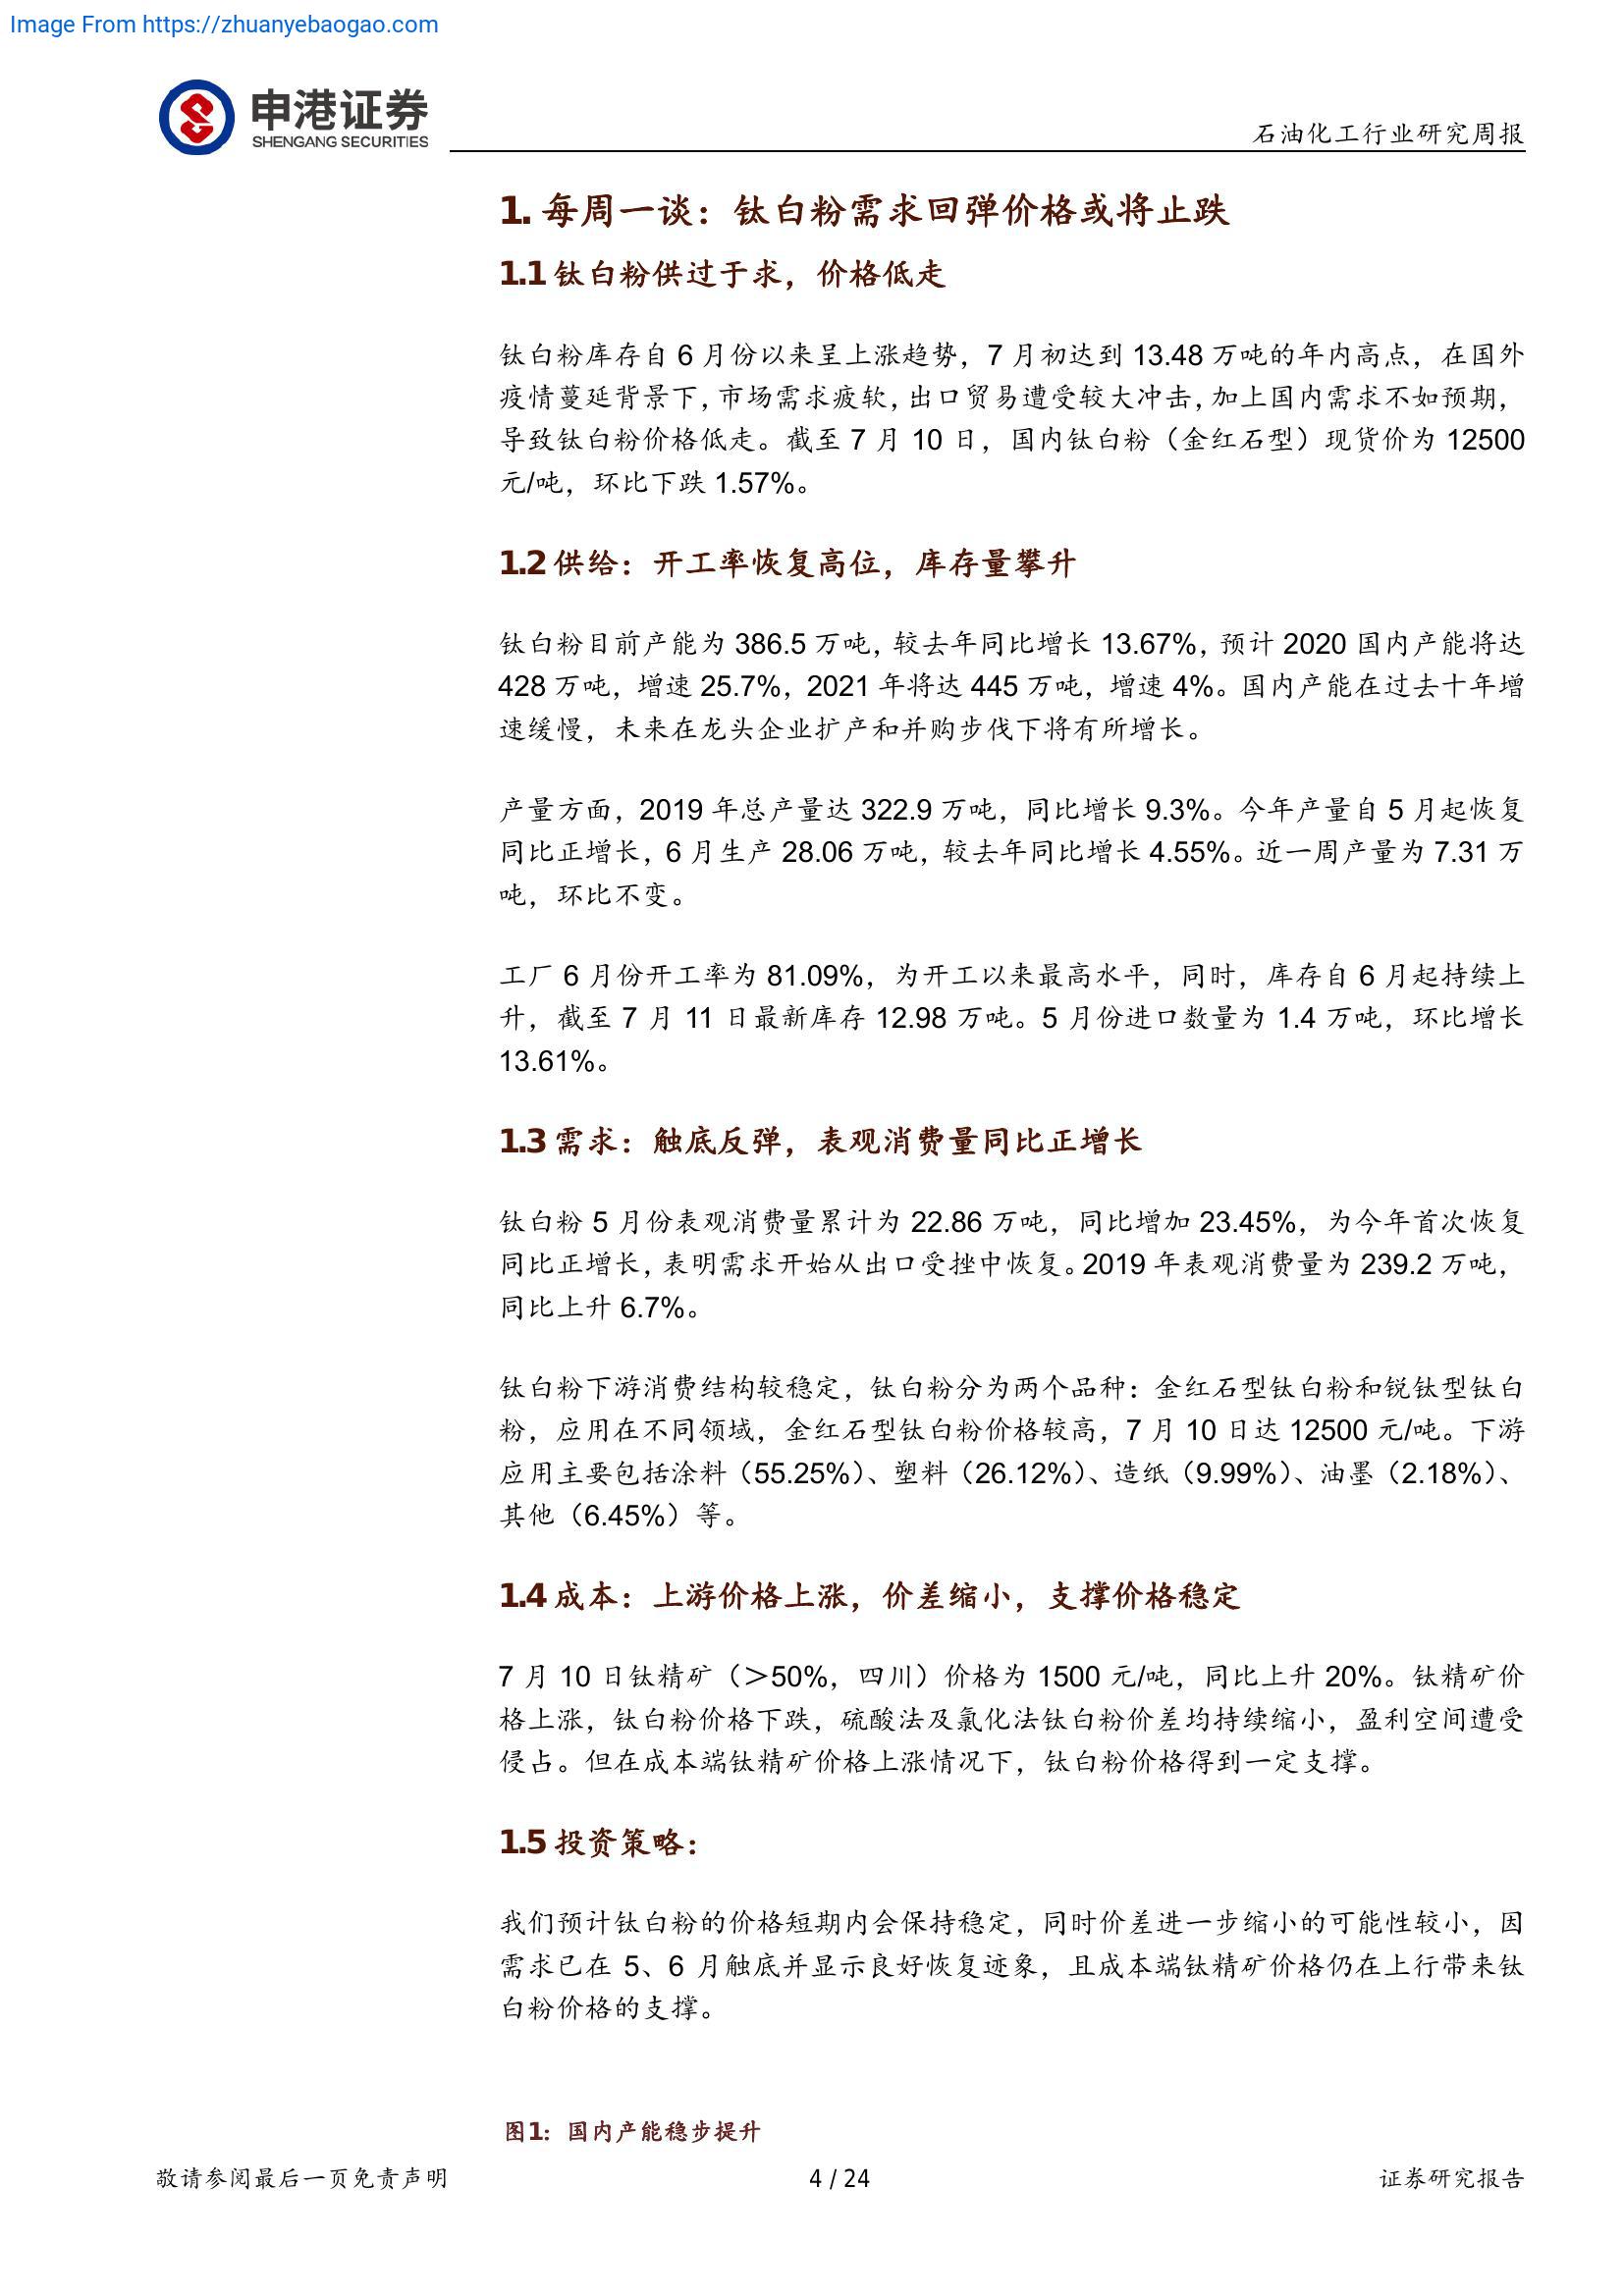 Image From https://zhuanyebaogao.com
申港证券
SHENGANG SECURITIES
石油化工行业研究周报
1. 每周一谈：钛白粉需求回弹价格或将止跌
1.1 钛白粉供过于求，价格低走
钛白粉库存自 6 月份以来呈上涨趋势，7 月初达到 13.48 万吨的年内高点，在国外
疫情蔓延背景下，市场需求疲软，出口贸易遭受较大冲击，加上国内需求不如预期，
导致钛白粉价格低走。截至 7 月 10 日，国内钛白粉（金红石型）现货价为 12500
元/吨，环比下跌 1.57%。
1.2 供给：开工率恢复高位，库存量攀升
钛白粉目前产能为 386.5 万吨，较去年同比增长 13.67%，预计 2020 国内产能将达
428 万吨，增速 25.7%，2021 年将达 445 万吨，增速 4%。国内产能在过去十年增
速缓慢，未来在龙头企业扩产和并购步伐下将有所增长。
产量方面，2019 年总产量达 322.9 万吨，同比增长 9.3%。今年产量自 5 月起恢复
同比正增长，6 月生产 28.06 万吨，较去年同比增长 4.55%。近一周产量为 7.31 万
吨，环比不变。
工厂 6 月份开工率为 81.09%，为开工以来最高水平，同时，库存自 6 月起持续上
升，截至 7 月 11 日最新库存 12.98 万吨。5 月份进口数量为 1.4 万吨，环比增长
13.61%。
1.3 需求：触底反弹，表观消费量同比正增长
钛白粉 5 月份表观消费量累计为 22.86 万吨，同比增加 23.45%，为今年首次恢复
同比正增长，表明需求开始从出口受挫中恢复。2019 年表观消费量为 239.2 万吨，
同比上升 6.7%。
钛白粉下游消费结构较稳定，钛白粉分为两个品种：金红石型钛白粉和锐钛型钛白
粉，应用在不同领域，金红石型钛白粉价格较高，7 月 10 日达 12500 元/吨。下游
应用主要包括涂料（55.25%）、塑料（26.12%）、造纸（9.99%）、油墨（2.18%）、
其他（6.45%）等。
1.4 成本：上游价格上涨，价差缩小，支撑价格稳定
7 月 10 日钛精矿（＞50%，四川）价格为 1500 元/吨，同比上升 20%。钛精矿价
格上涨，钛白粉价格下跌，硫酸法及氯化法钛白粉价差均持续缩小，盈利空间遭受
侵占。但在成本端钛精矿价格上涨情况下，钛白粉价格得到一定支撑。
1.5 投资策略：
我们预计钛白粉的价格短期内会保持稳定，同时价差进一步缩小的可能性较小，因
需求已在 5、6 月触底并显示良好恢复迹象，且成本端钛精矿价格仍在上行带来钛
白粉价格的支撑。
图1：国内产能稳步提升
敬请参阅最后一页免责声明
4 / 24
证券研究报告